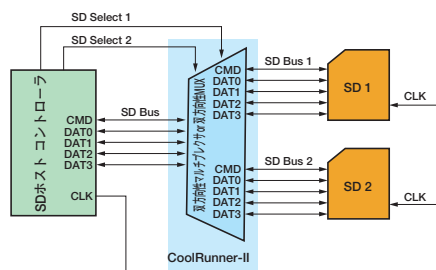 SD Select 1
SD Select 2
SDホスト コントローラ
CMD
DAT0
DAT1
DAT2
DAT3
CLK
SD Bus
双方向性マルチプレクサor双方向性MUX
CMD
DAT0
DAT1
DAT2
DAT3
SD Bus 1
SD 1
CLK
CMD
DAT0
DAT1
DAT2
DAT3
SD Bus 2
SD 2
CLK
CoolRunner-II